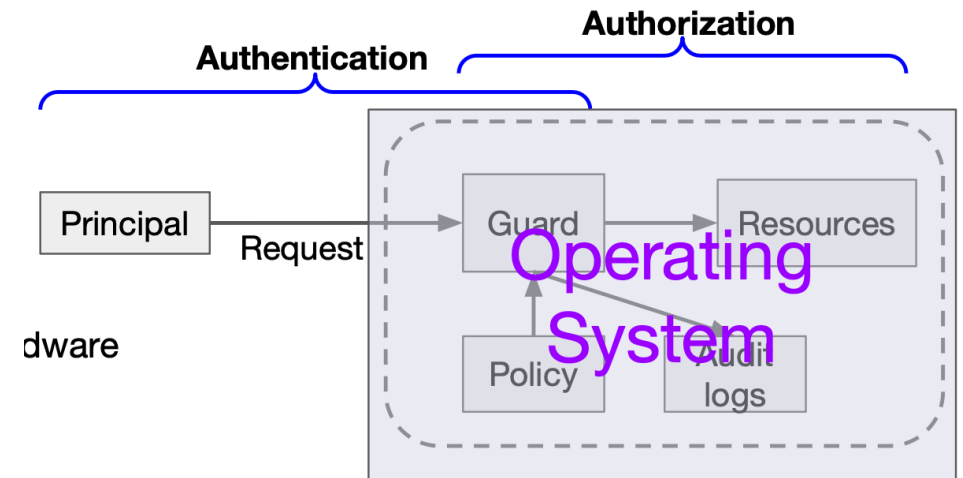 Authorization
Authentication
Principal
Request
Guard
Resources
Operating
System
dware
Policy
Audit
logs